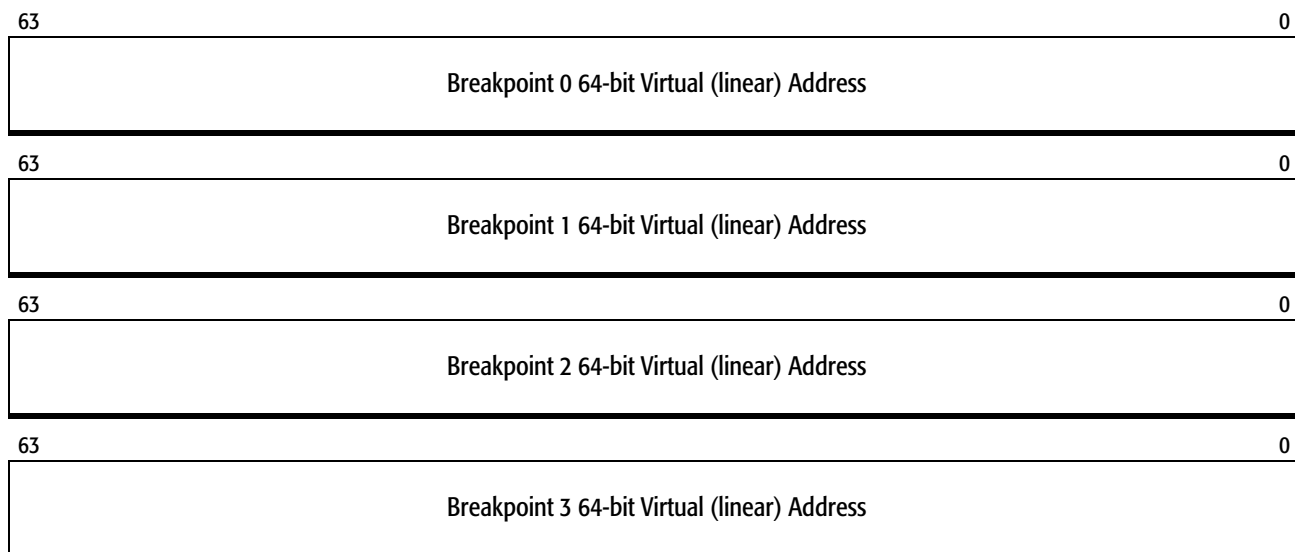 63 0
Breakpoint 0 64-bit Virtual (linear) Address
63 0
Breakpoint 1 64-bit Virtual (linear) Address
63 0
Breakpoint 2 64-bit Virtual (linear) Address
63 0
Breakpoint 3 64-bit Virtual (linear) Address